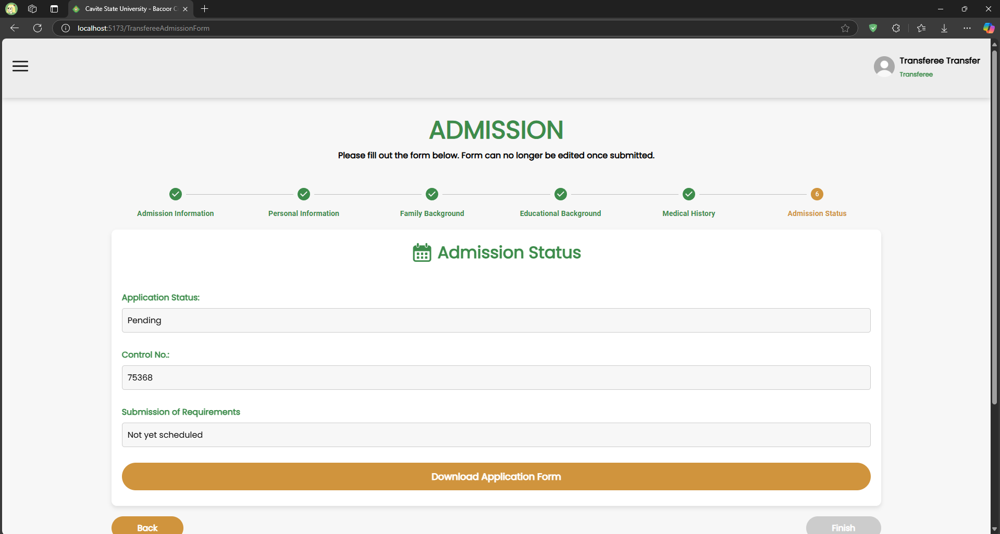 Cavite State University - Bacoor C
localhost:5173/TransfereeAdmissionForm
Transferee Transfer
Transferee
ADMISSION
Please fill out the form below. Form can no longer be edited once submitted.
6
Admission Information
Personal Information
Family Background
Educational Background
Medical History
Admission Status
Admission Status
Application Status:
Pending
Control No.:
75368
Submission of Requirements
Not yet scheduled
Download Application Form
Back
Finish